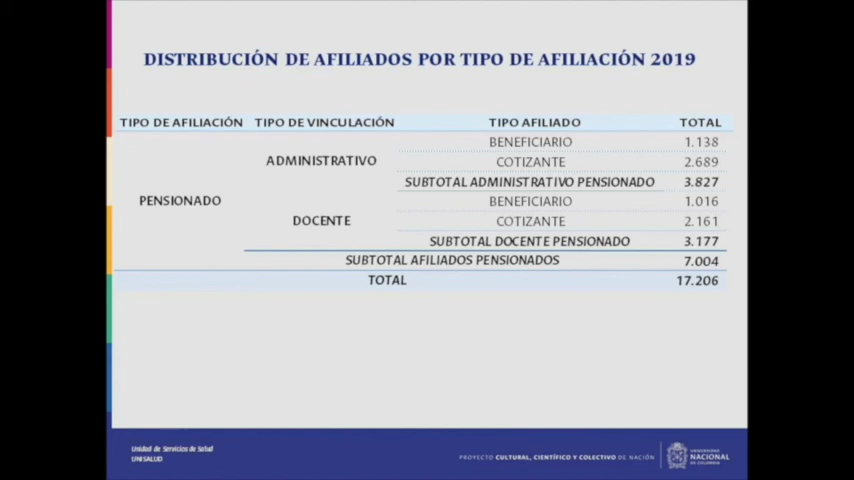 DISTRIBUCIÓN DE AFILIADOS POR TIPO DE AFILIACIÓN 2019
TIPO DE AFILIACIÓN TIPO DE VINCULACIÓN TIPO AFILIADO TOTAL
BENEFICIARIO 1.138
ADMINISTRATIVO COTIZANTE 2.689
SUBTOTAL ADMINISTRATIVO PENSIONADO 3.827
PENSIONADO BENEFICIARIO 1.016
DOCENTE COTIZANTE 2.161
SUBTOTAL DOCENTE PENSIONADO 3.177
SUBTOTAL AFILIADOS PENSIONADOS 7.004
TOTAL 17.206
Unidad de Servicios de Salud
UNISALUD
PROYECTO CULTURAL, CIENTÍFICO Y COLECTIVO DE NACIÓN
UNIVERSIDAD
NACIONAL
DE COLOMBIA